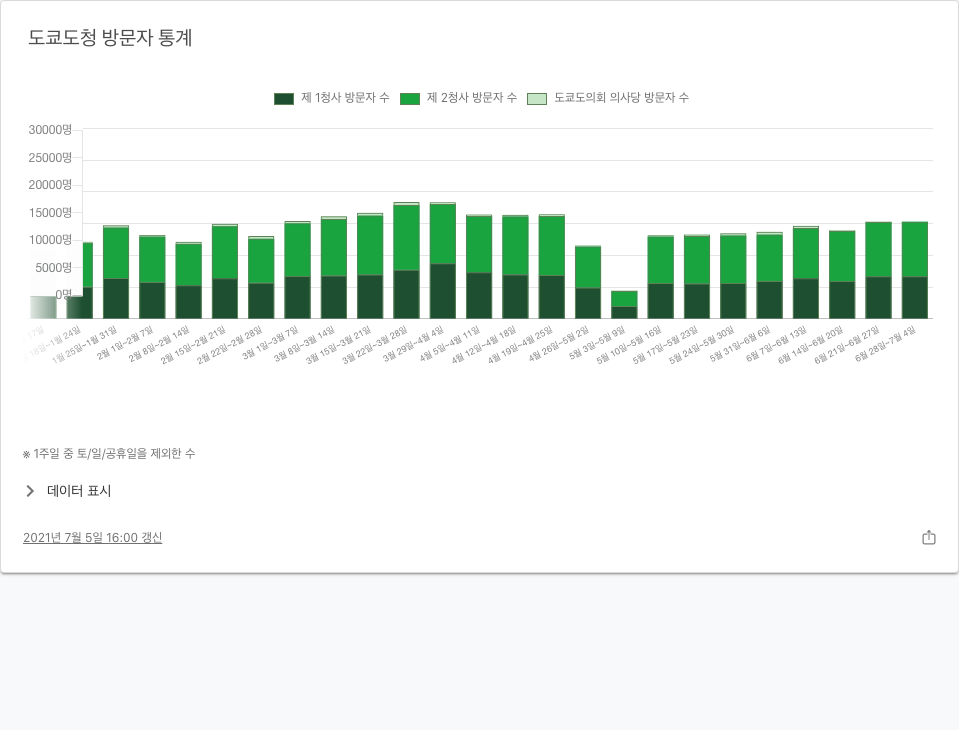 도쿄도청 방문자 통계
제 1청사 방문자 수 제 2청사 방문자 수 도쿄도의회 의사당 방문자 수
30000명
25000명
20000명
15000명
10000명
5000명
0명
1월 25일~1월 31일
2월 1일~2월 7일
2월 8일~2월 14일
2월 15일~2월 21일
2월 22일~2월 28일
3월 1일~3월 7일
3월 8일~3월 14일
3월 15일~3월 21일
3월 22일~3월 28일
3월 29일~4월 4일
4월 5일~4월 11일
4월 12일~4월 18일
4월 19일~4월 25일
4월 26일~5월 2일
5월 3일~5월 9일
5월 10일~5월 16일
5월 17일~5월 23일
5월 24일~5월 30일
5월 31일~6월 6일
6월 7일~6월 13일
6월 14일~6월 20일
6월 21일~6월 27일
6월 28일~7월 4일
※ 1주일 중 토/일/공휴일을 제외한 수
데이터 표시
2021년 7월 5일 16:00 갱신